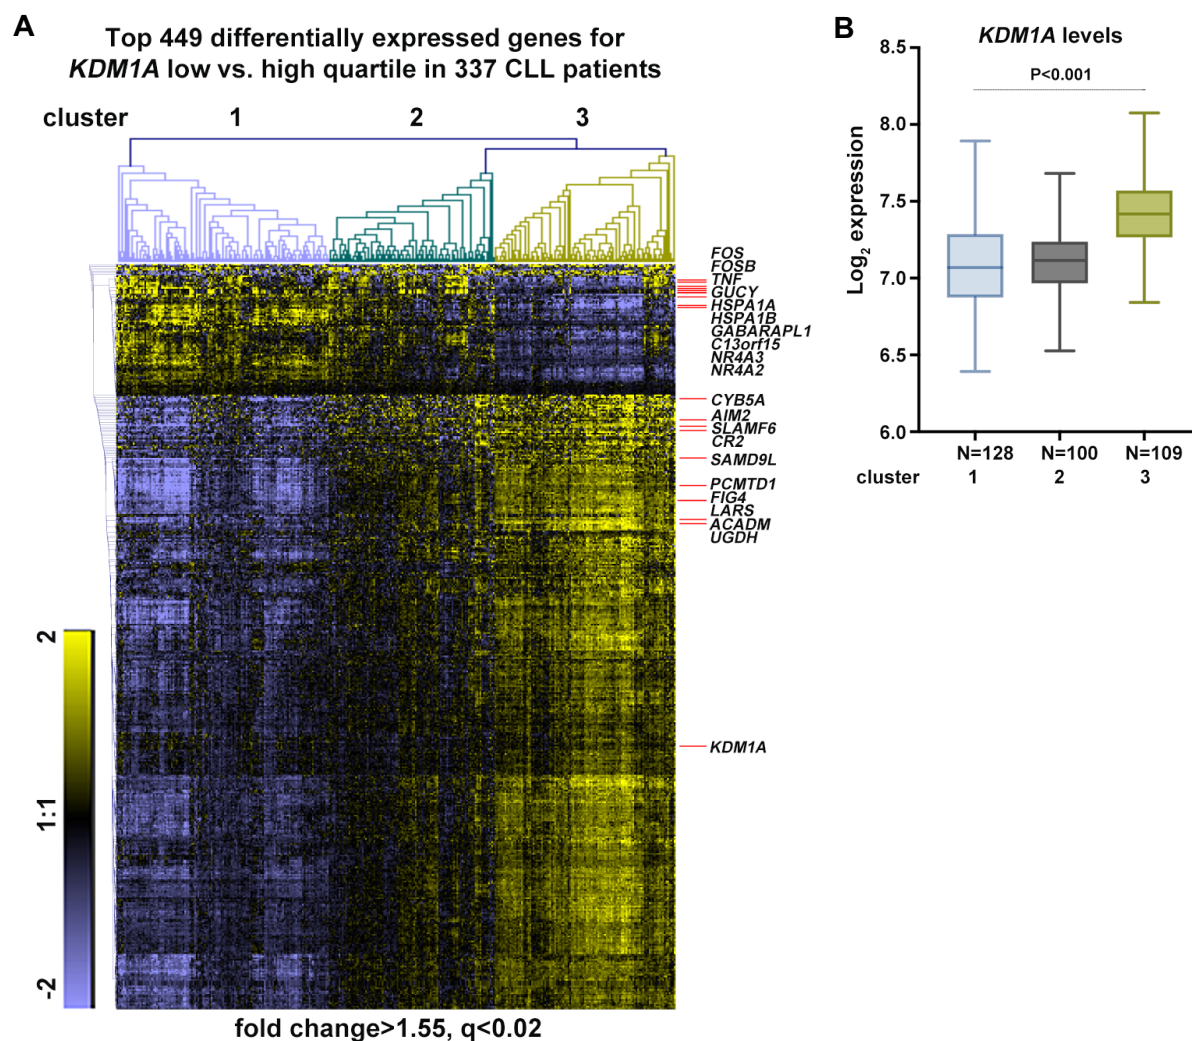 A
Top 449 differentially expressed genes for
KDM1A low vs. high quartile in 337 CLL patients
cluster 1 2 3
FOS
FOSB
TNF
GUCY
HSPA1A
HSPA1B
GABARAPL1
C13orf15
NR4A3
NR4A2
CYB5A
AIM2
SLAMF6
CR2
SAMD9L
PCMTD1
FIG4
LARS
ACADM
UGDH
KDM1A
2
1:1
-2
fold change>1.55, q<0.02
B
KDM1A levels
P<0.001
Log2 expression
8.5
8.0
7.5
7.0
6.5
6.0
N=128 N=100 N=109
cluster 1 2 3